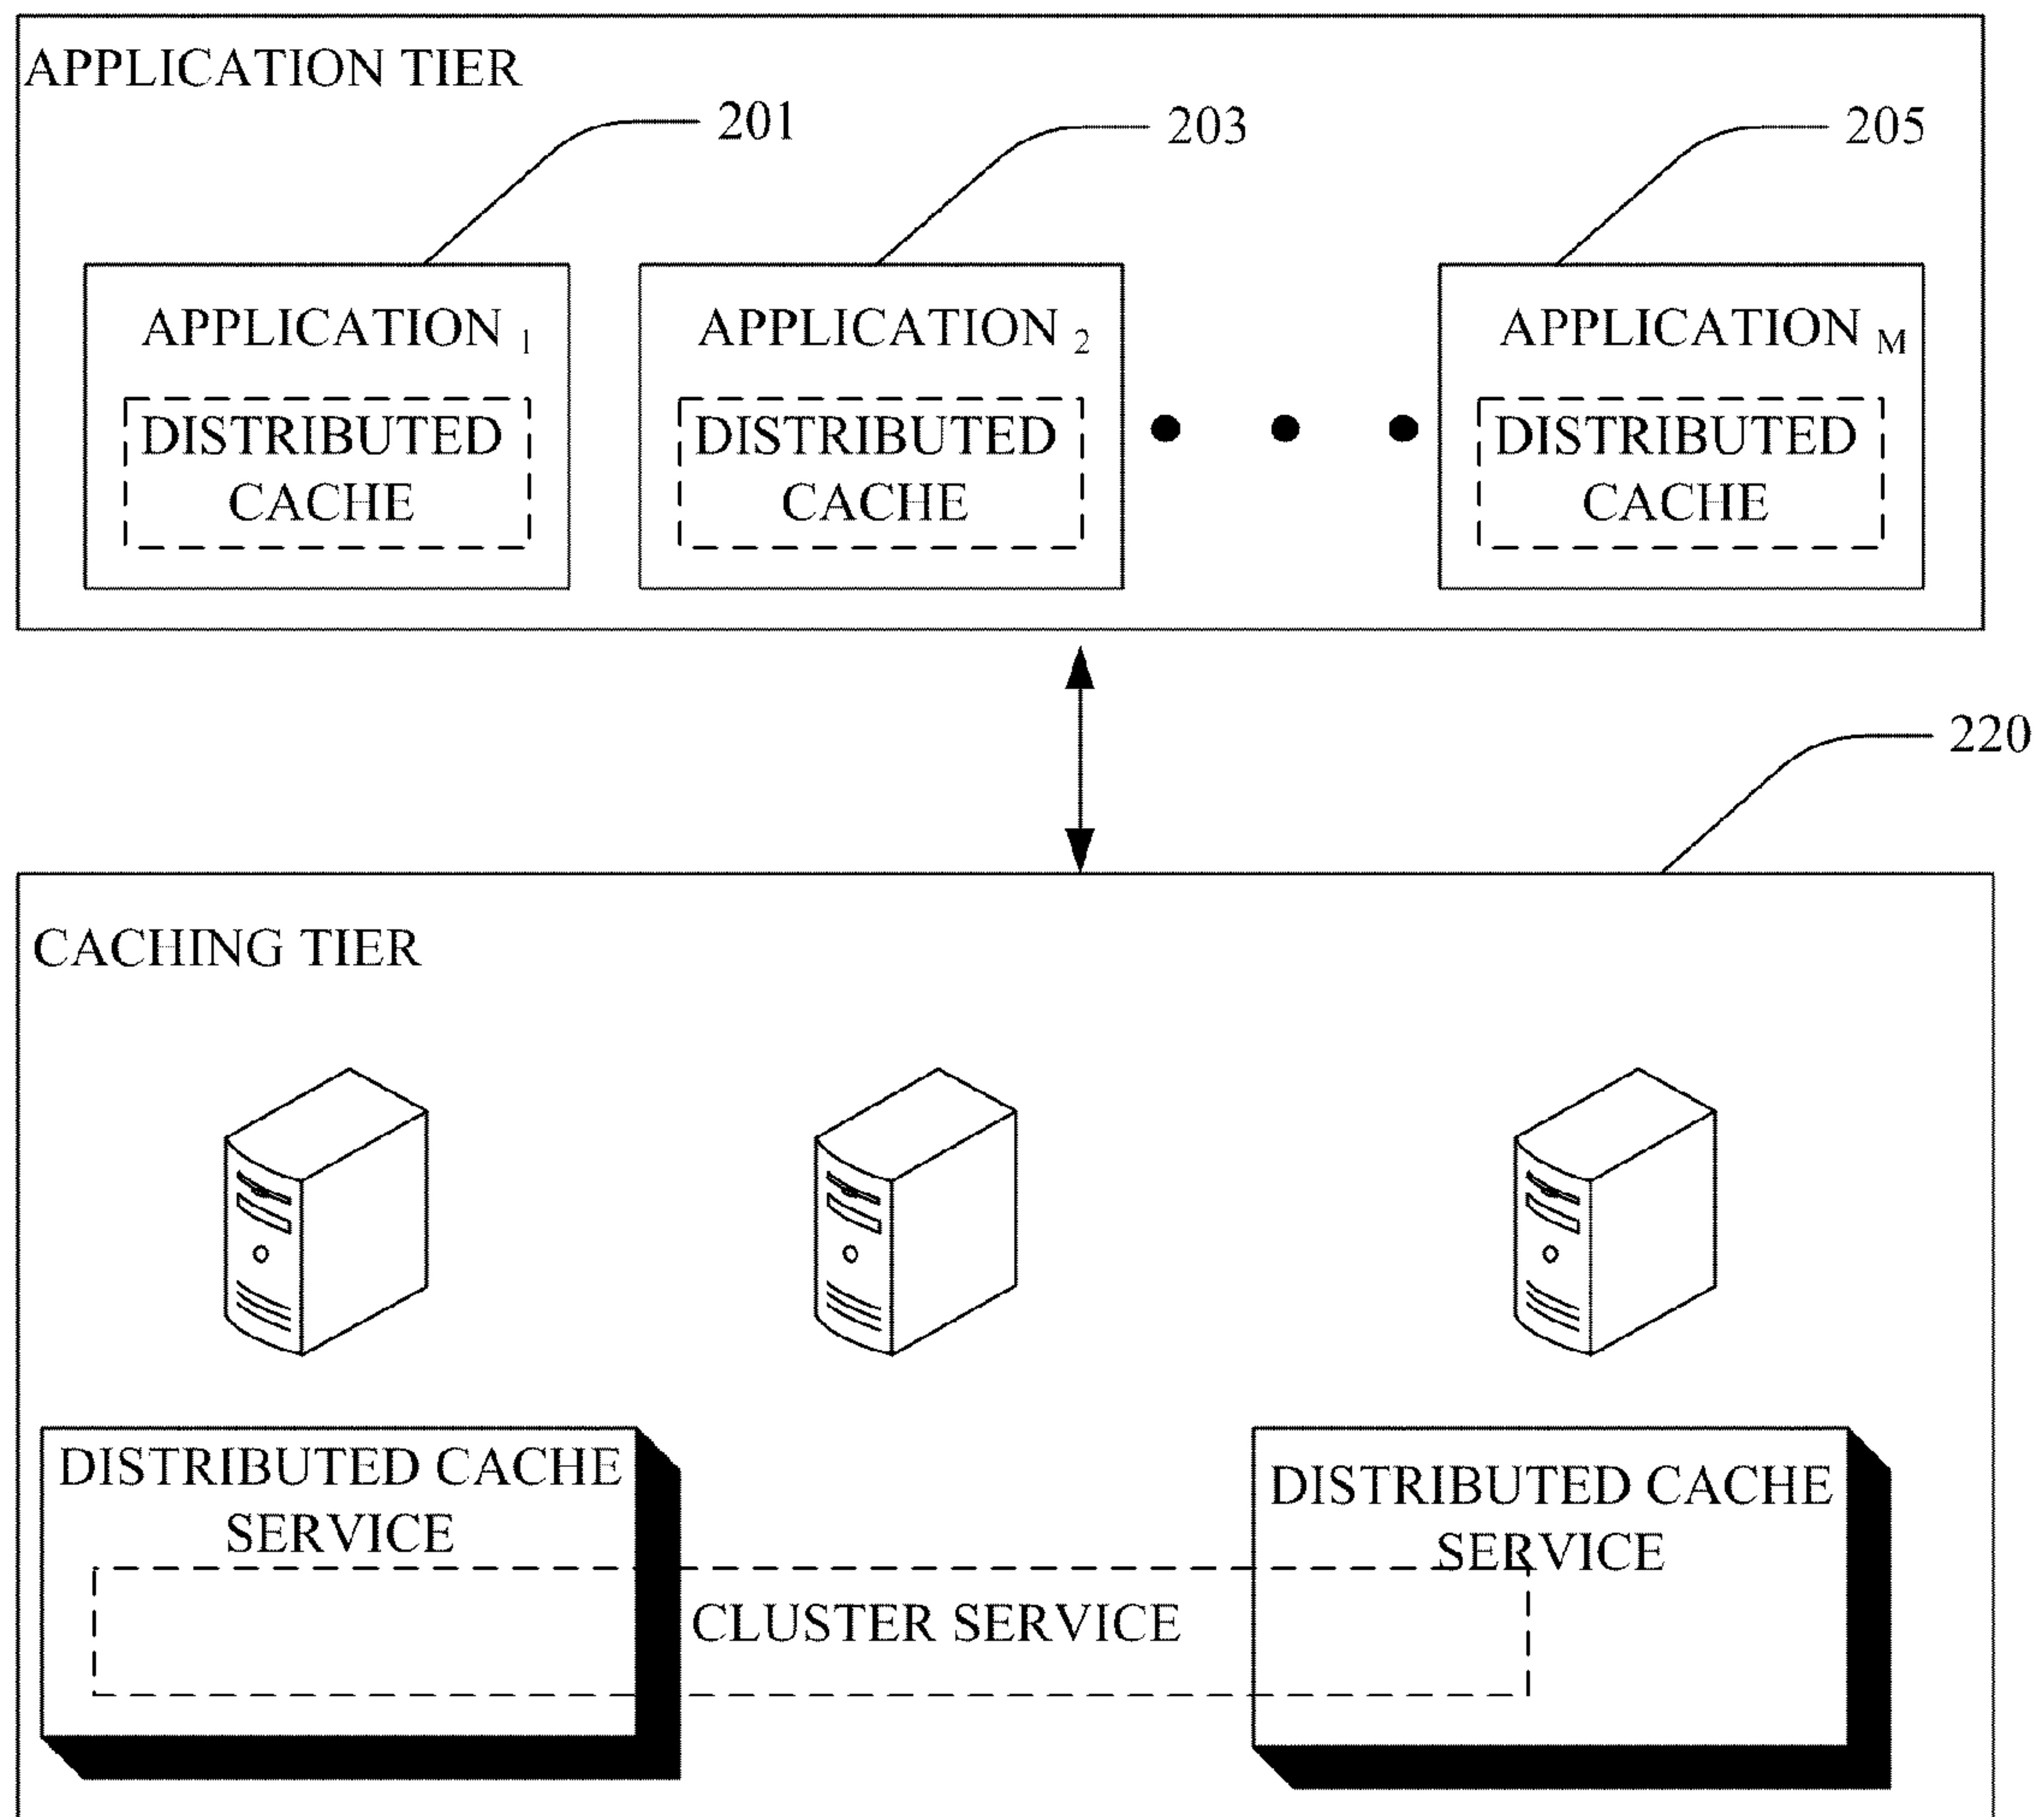 APPLICATION TIER
201
203
205
APPLICATION 1
APPLICATION 2
APPLICATION M
DISTRIBUTED
CACHE
DISTRIBUTED
CACHE
DISTRIBUTED
CACHE
220
CACHING TIER
DISTRIBUTED CACHE
SERVICE
DISTRIBUTED CACHE
SERVICE
CLUSTER SERVICE